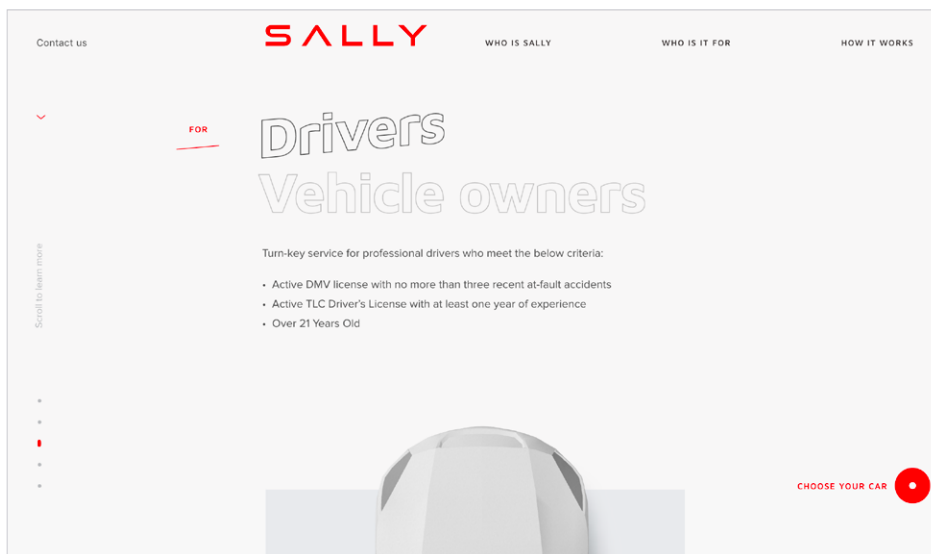 Contact us
SALLY
WHO IS SALLY
WHO IS IT FOR
HOW IT WORKS
FOR
Drivers
Vehicle owners
Scroll to learn more
Turn-key service for professional drivers who meet the below criteria:
• Active DMV license with no more than three recent at-fault accidents
• Active TLC Driver's License with at least one year of experience
• Over 21 Years Old
CHOOSE YOUR CAR